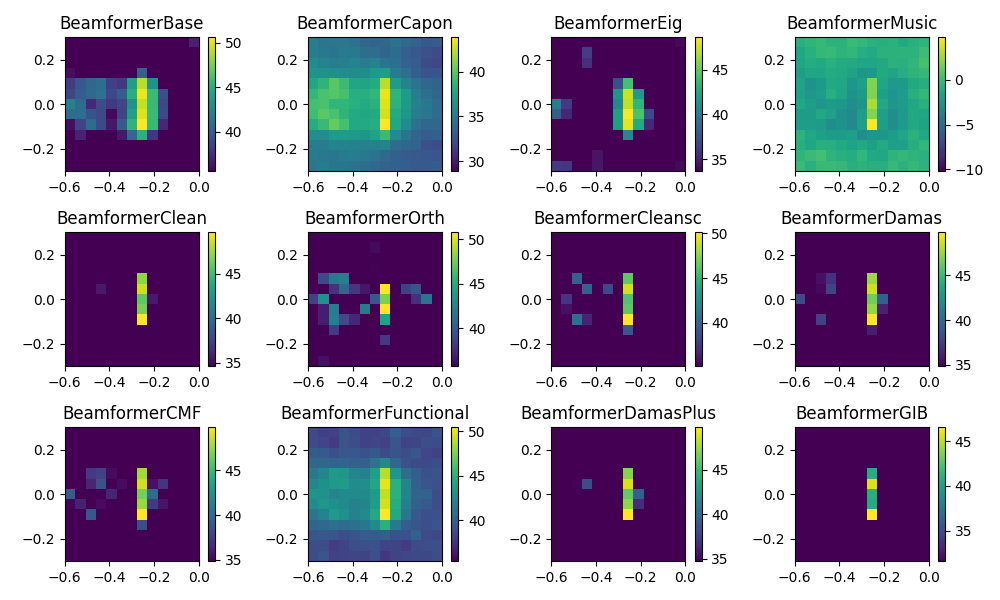 BeamformerBase BeamformerCapon BeamformerEig BeamformerMusic
0.2 50 0.2 0.2 0.2
0.0 45 0.0 40 0.0 45 0.0 0
−0.2 40 −0.2 35 −0.2 40 −0.2 −5
30 35 −10
−0.6 −0.4 −0.2 0.0 −0.6 −0.4 −0.2 0.0 −0.6 −0.4 −0.2 0.0 −0.6 −0.4 −0.2 0.0
BeamformerClean BeamformerOrth BeamformerCleansc BeamformerDamas
0.2 0.2 50 0.2 50 0.2
0.0 45 0.0 45 0.0 45 0.0 45
−0.2 40 −0.2 40 −0.2 40 −0.2 40
35 35
−0.6 −0.4 −0.2 0.0 −0.6 −0.4 −0.2 0.0 −0.6 −0.4 −0.2 0.0 −0.6 −0.4 −0.2 0.0
BeamformerCMF BeamformerFunctional BeamformerDamasPlus BeamformerGIB
0.2 0.2 50 0.2 0.2 45
0.0 45 0.0 45 0.0 45 0.0 40
−0.2 40 −0.2 40 −0.2 40 −0.2 35
35 35
−0.6 −0.4 −0.2 0.0 −0.6 −0.4 −0.2 0.0 −0.6 −0.4 −0.2 0.0 −0.6 −0.4 −0.2 0.0